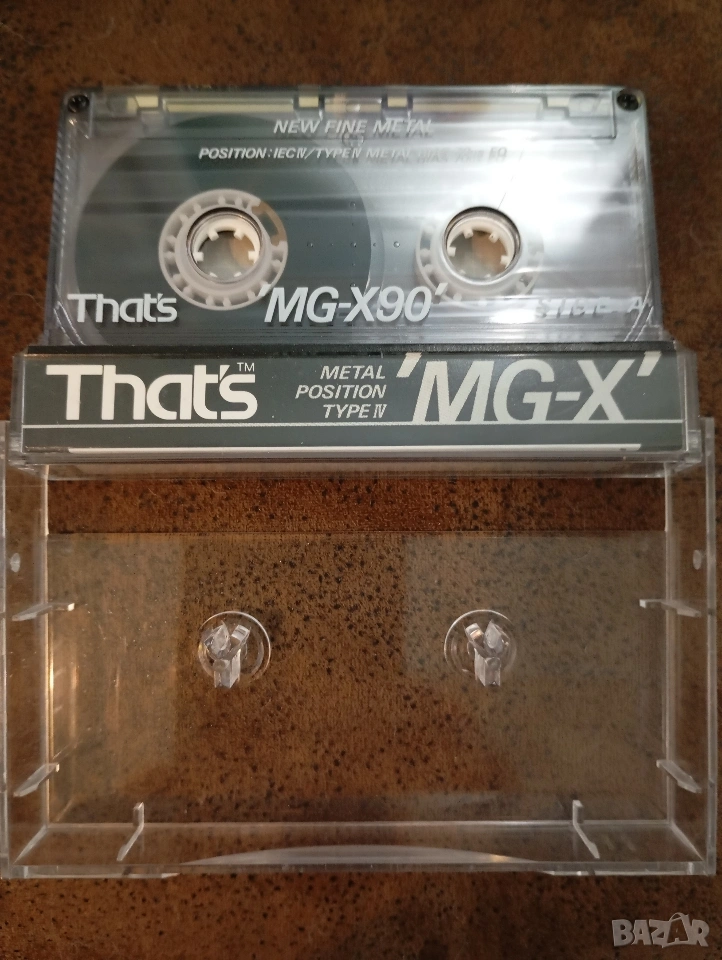 NEW FINE METAL
POSITION: IEC IV/TYPE IV METAL
That's MG-X90' SIDE A
That's™ METAL POSITION TYPE IV 'MG-X'
BAZAR